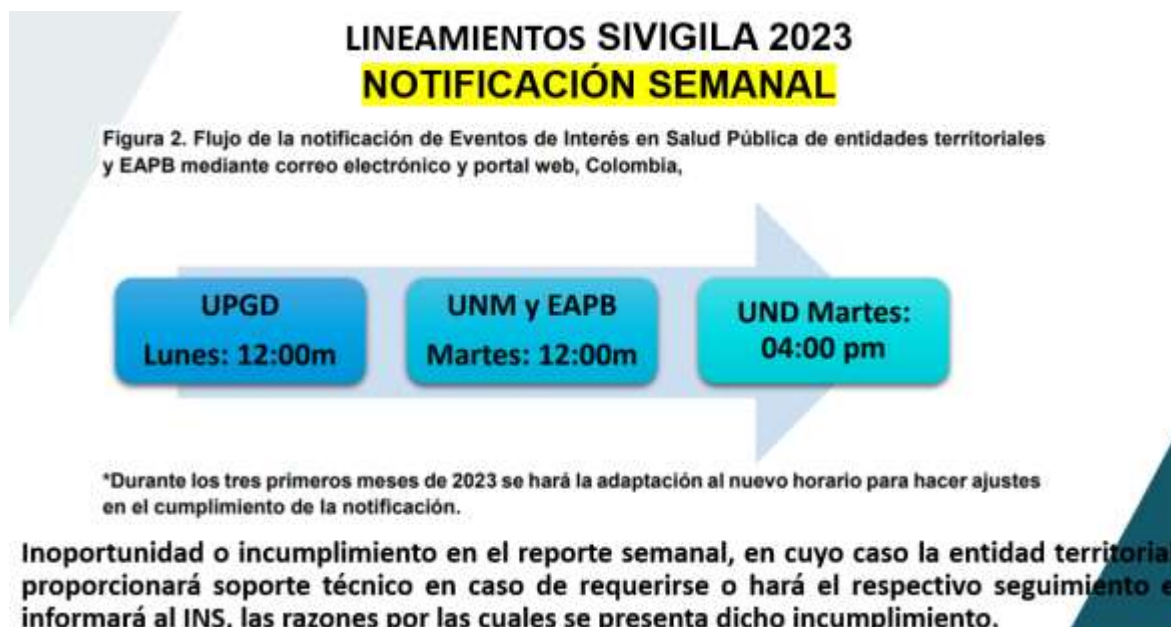 LINEAMIENTOS SIVIGILA 2023
NOTIFICACIÓN SEMANAL
Figura 2. Flujo de la notificación de Eventos de Interés en Salud Pública de entidades territoriales
y EAPB mediante correo electrónico y portal web, Colombia,
UPGD
Lunes: 12:00m
UNM y EAPB
Martes: 12:00m
UND Martes:
04:00 pm
*Durante los tres primeros meses de 2023 se hará la adaptación al nuevo horario para hacer ajustes
en el cumplimiento de la notificación.
Inoportunidad o incumplimiento en el reporte semanal, en cuyo caso la entidad territorial
proporcionará soporte técnico en caso de requerirse o hará el respectivo seguimiento e
informará al INS, las razones por las cuales se presenta dicho incumplimiento.